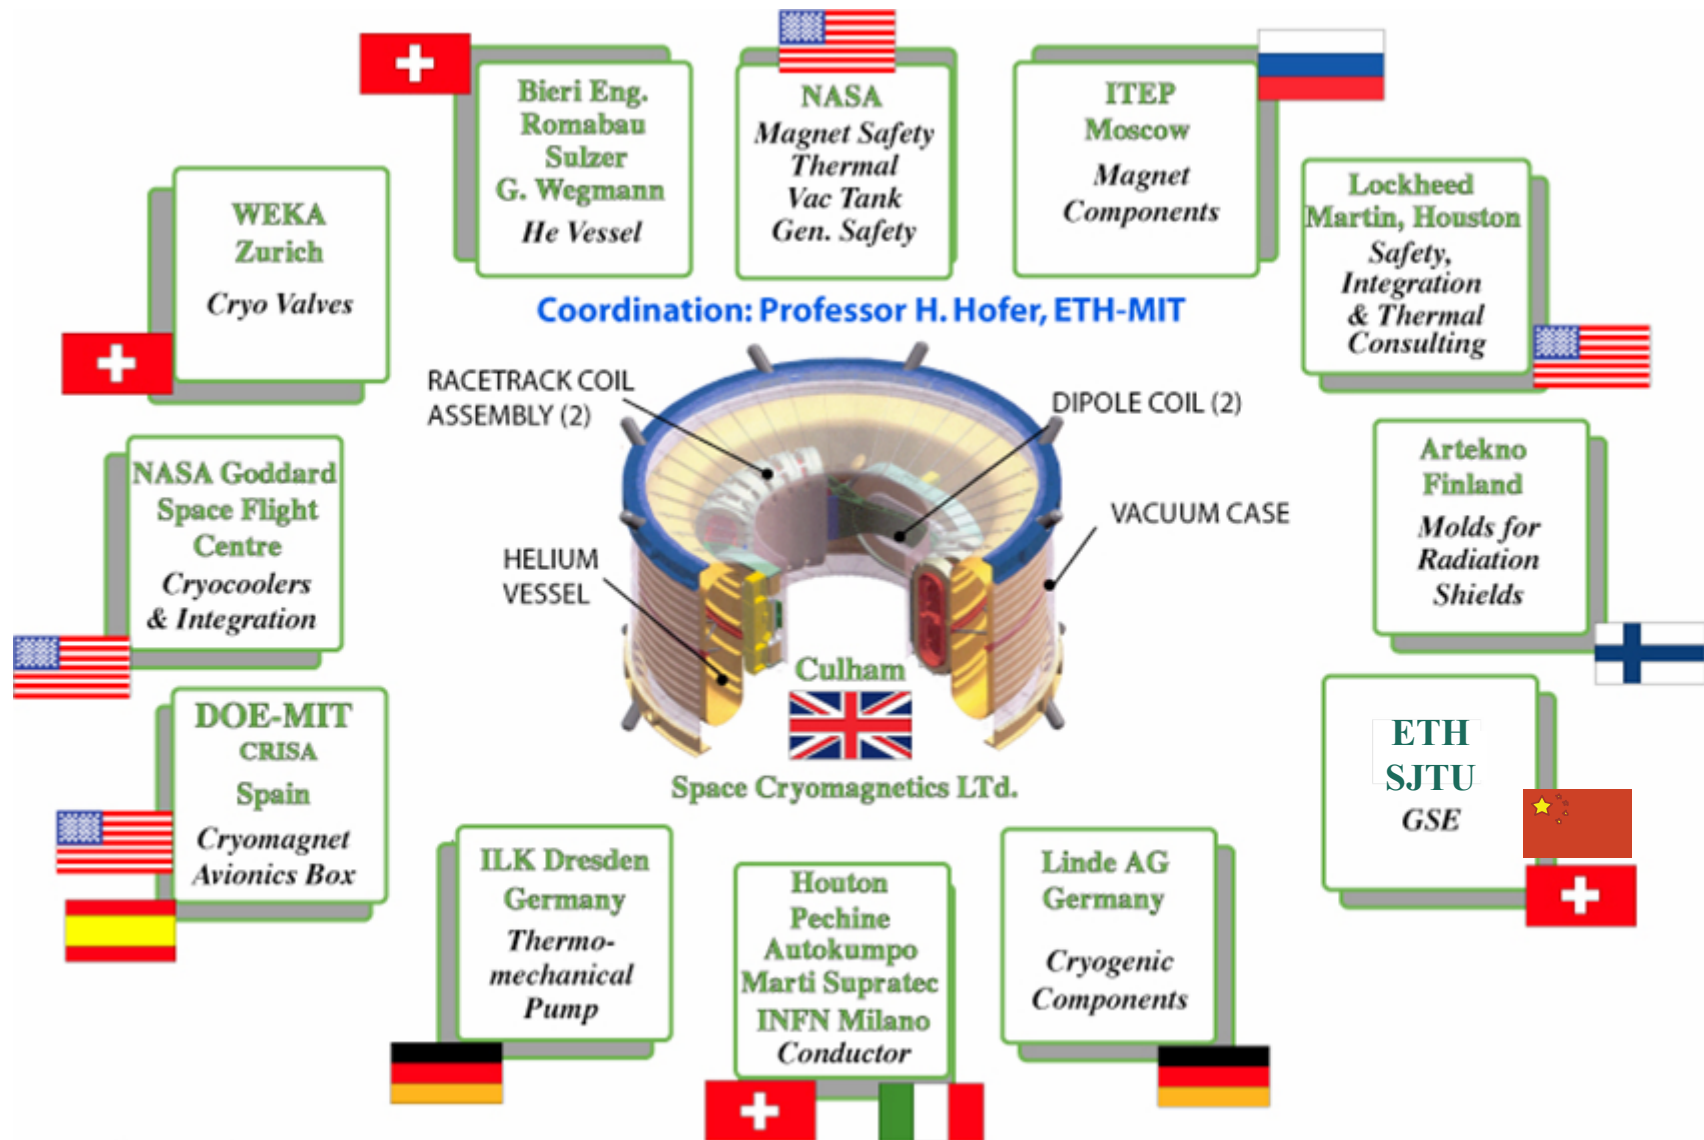 Bieri Eng.
Romabau
Sulzer
G. Wegmann
He Vessel
NASA
Magnet Safety
Thermal
Vac Tank
Gen. Safety
ITEP
Moscow
Magnet
Components
WEKA
Zurich
Cryo Valves
Lockheed
Martin, Houston
Safety,
Integration
& Thermal
Consulting
Coordination: Professor H. Hofer, ETH-MIT
RACETRACK COIL
ASSEMBLY (2)
DIPOLE COIL (2)
VACUUM CASE
HELIUM
VESSEL
NASA Goddard
Space Flight
Centre
Cryocoolers
& Integration
Artekno
Finland
Molds for
Radiation
Shields
Culham
Space Cryomagnetics LTd.
DOE-MIT
CRISA
Spain
Cryomagnet
Avionics Box
ETH
SJTU
GSE
ILK Dresden
Germany
Thermo-
mechanical
Pump
Houton
Pechine
Autokumpo
Marti Supratec
INFN Milano
Conductor
Linde AG
Germany
Cryogenic
Components